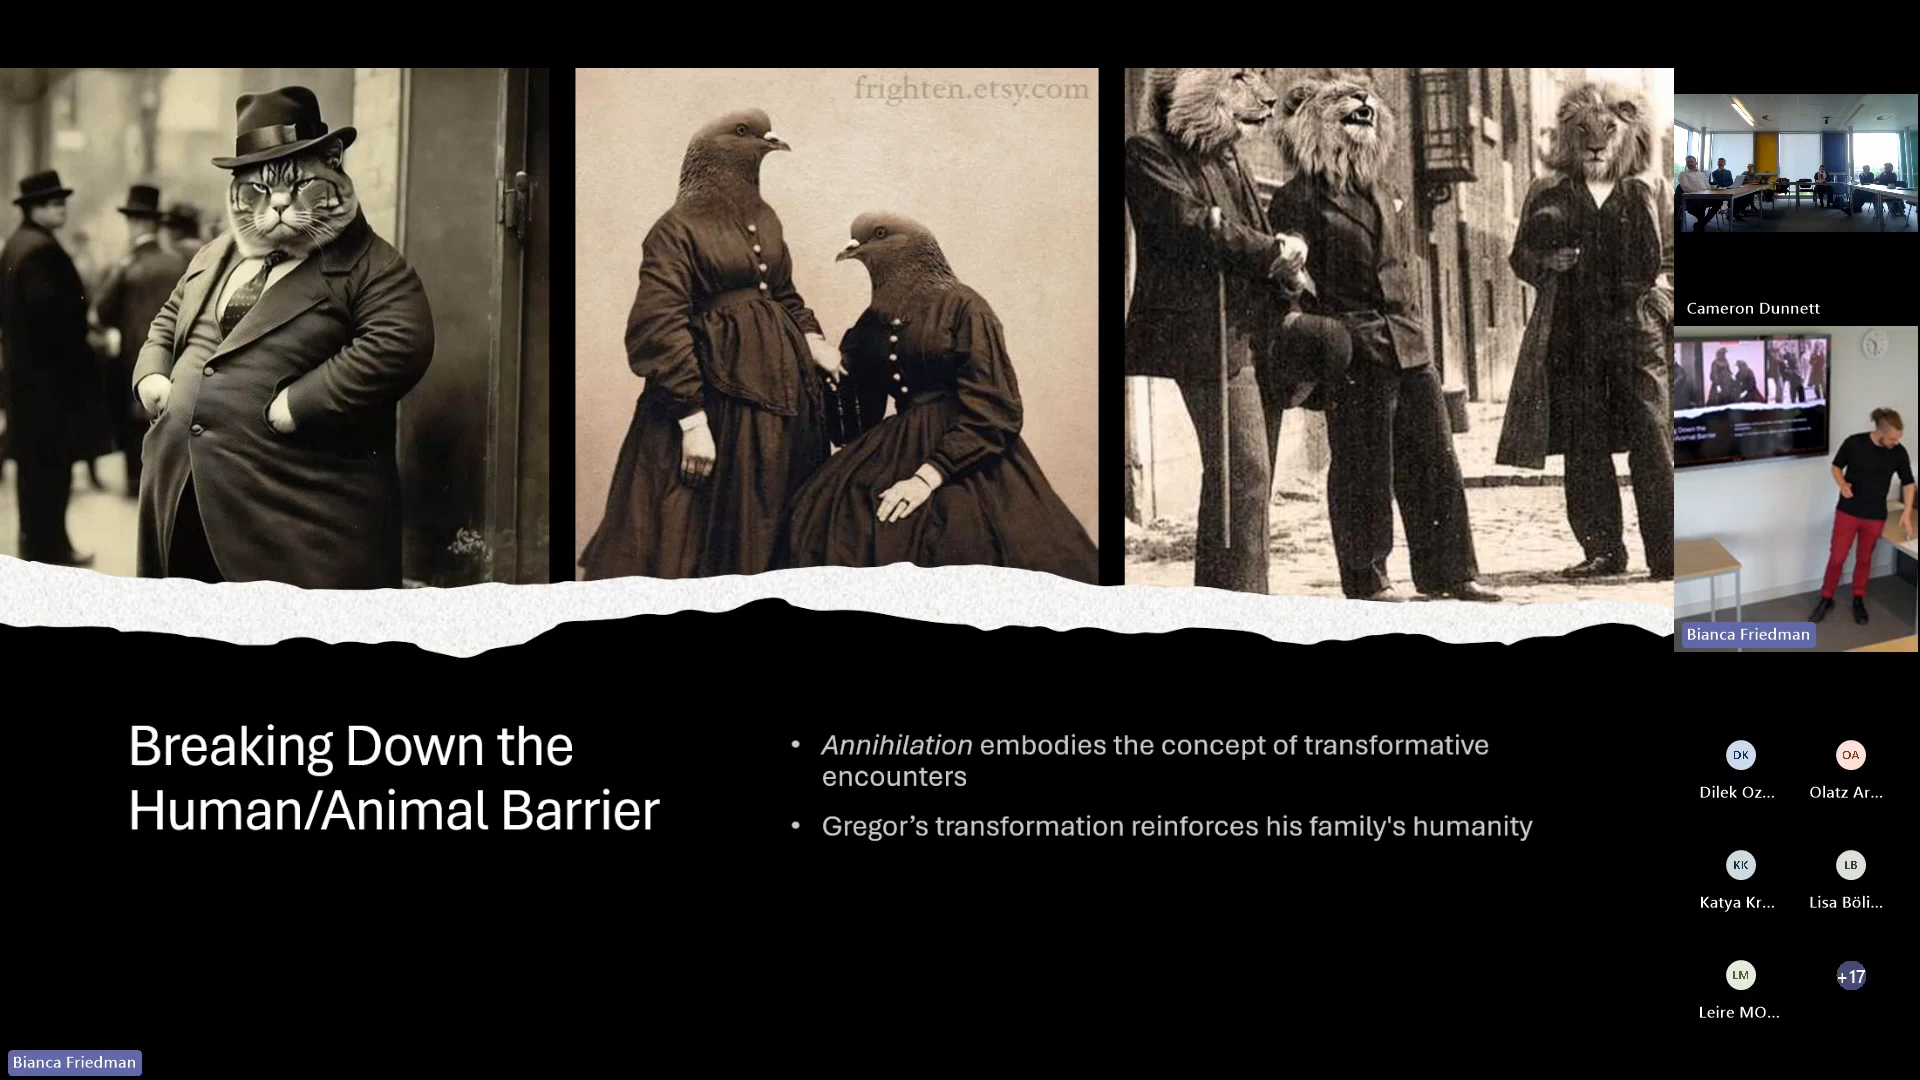 frighten.etsy.com
Breaking Down the
Human/Animal Barrier
• Annihilation embodies the concept of transformative
encounters
• Gregor’s transformation reinforces his family's humanity
Cameron Dunnett
Bianca Friedman
DK
OA
Dilek Oz...
Olatz Ar...
KK
LB
Katya Kr...
Lisa Böli...
LM
+17
Leire MO...
Bianca Friedman